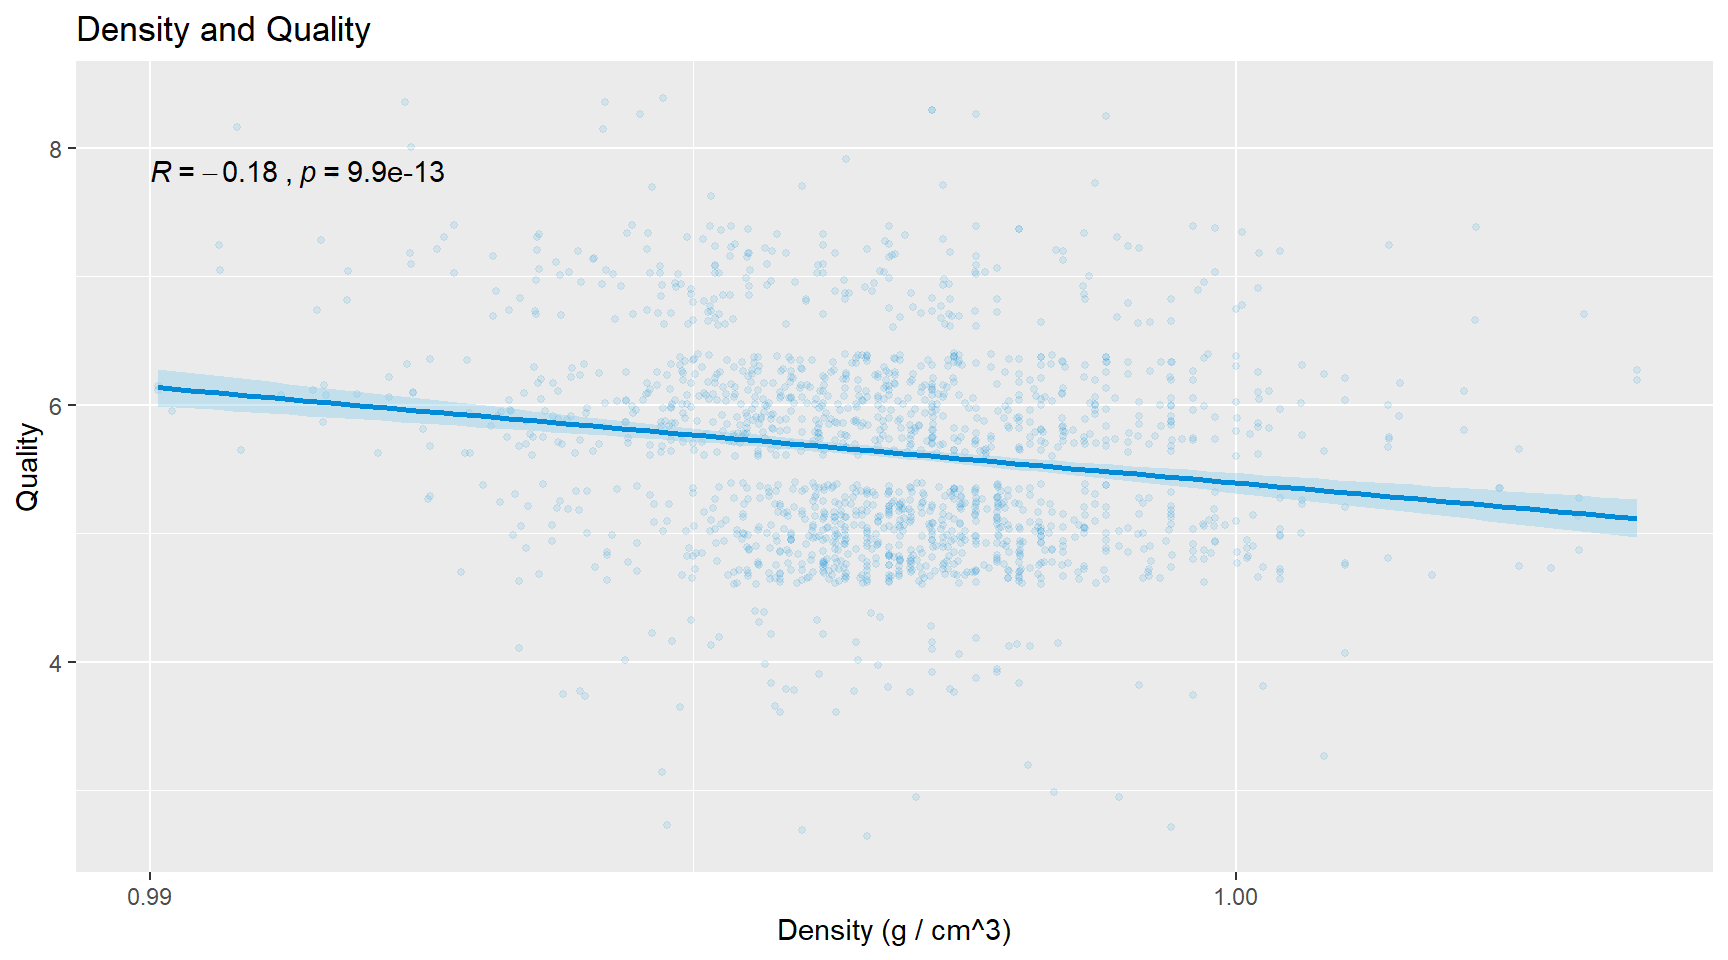 Density and Quality
8
R = −0.18 , p = 9.9e-13
6
Quality
4
0.99
1.00
Density (g / cm^3)